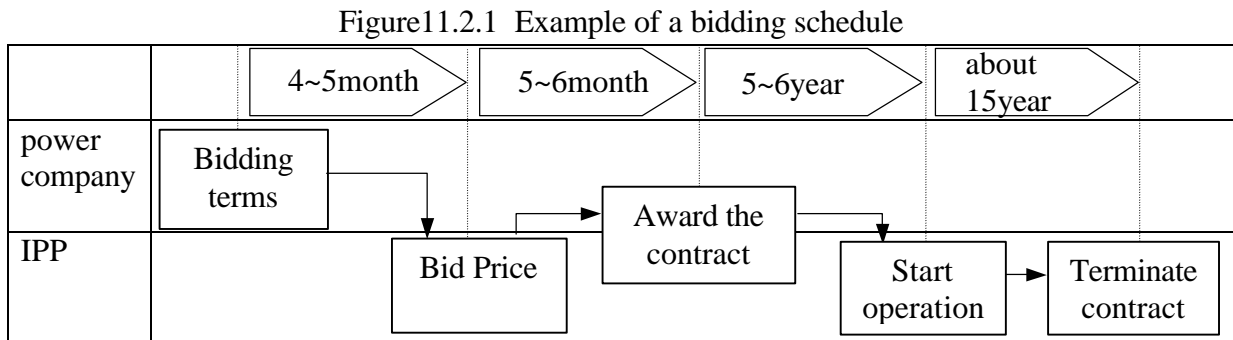 Figure11.2.1 Example of a bidding schedule
4~5month
5~6month
5~6year
about
15year
power
company
Bidding
terms
Award the
contract
IPP
Bid Price
Start
operation
Terminate
contract